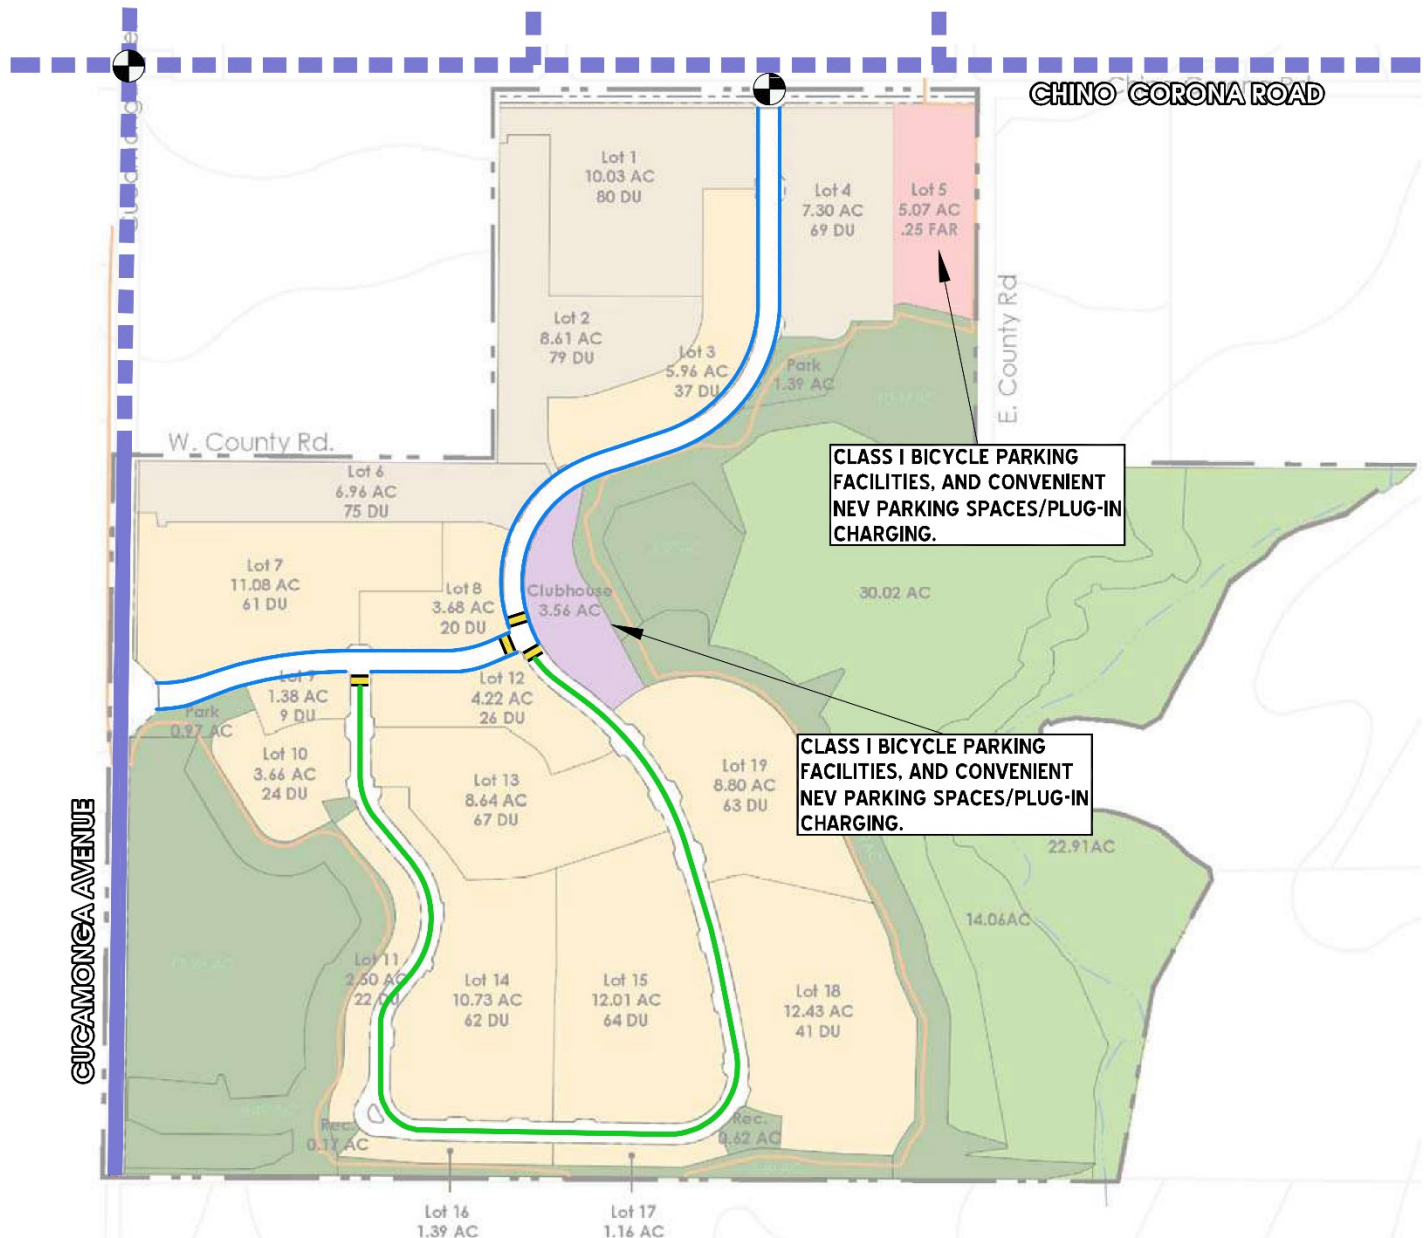 CHINO CORONA ROAD
Lot 1
10.03 AC
80 DU
Lot 4
7.30 AC
69 DU
Lot 5
5.07 AC
.25 FAR
E. County Rd
Lot 2
8.61 AC
79 DU
Lot 3
5.96 AC
37 DU
Park
1.39 AC
W. County Rd.
CLASS I BICYCLE PARKING
FACILITIES, AND CONVENIENT
NEV PARKING SPACES/PLUG-IN
CHARGING.
Lot 6
6.96 AC
75 DU
Lot 7
11.08 AC
61 DU
Lot 8
3.68 AC
20 DU
Clubhouse
3.56 AC
30.02 AC
Lot 9
1.38 AC
9 DU
Lot 12
4.22 AC
26 DU
Park
0.97 AC
Lot 10
3.66 AC
24 DU
Lot 13
8.64 AC
67 DU
Lot 19
8.80 AC
63 DU
CLASS I BICYCLE PARKING
FACILITIES, AND CONVENIENT
NEV PARKING SPACES/PLUG-IN
CHARGING.
22.91AC
CUCAMONGA AVENUE
14.06AC
Lot 11
2.50 AC
22 DU
Lot 14
10.73 AC
62 DU
Lot 15
12.01 AC
64 DU
Lot 18
12.43 AC
41 DU
Rec.
0.17 AC
Rec.
0.62 AC
Lot 16
1.39 AC
Lot 17
1.16 AC